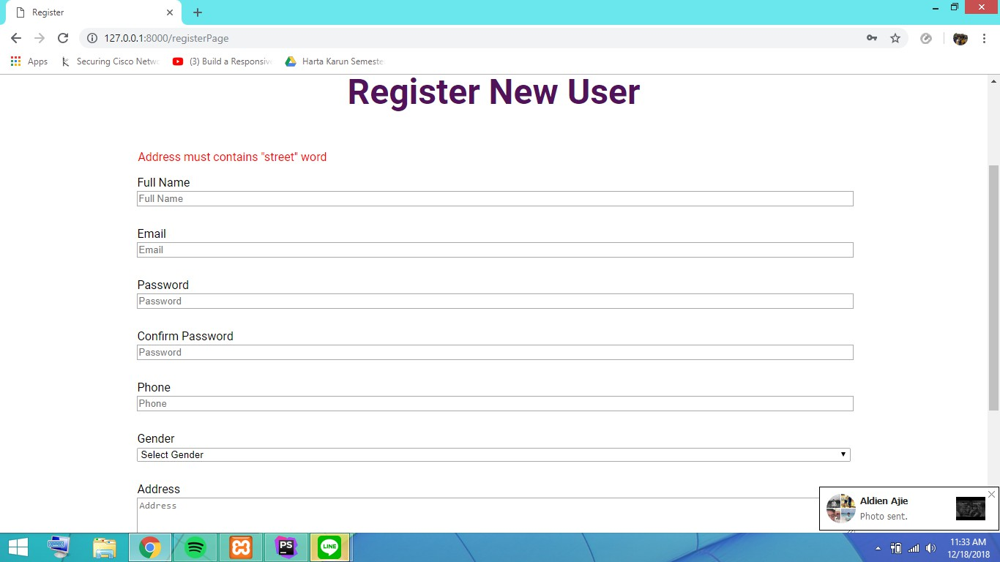 Register
127.0.0.1:8000/registerPage
Apps
Securing Cisco Netwo
(3) Build a Responsive
Harta Karun Semeste
Register New User
Address must contains "street" word
Full Name
Full Name
Email
Email
Password
Password
Confirm Password
Password
Phone
Phone
Gender
Select Gender
Address
Address
Aldien Ajie
Photo sent.
PS
LINE
11:33 AM
12/18/2018